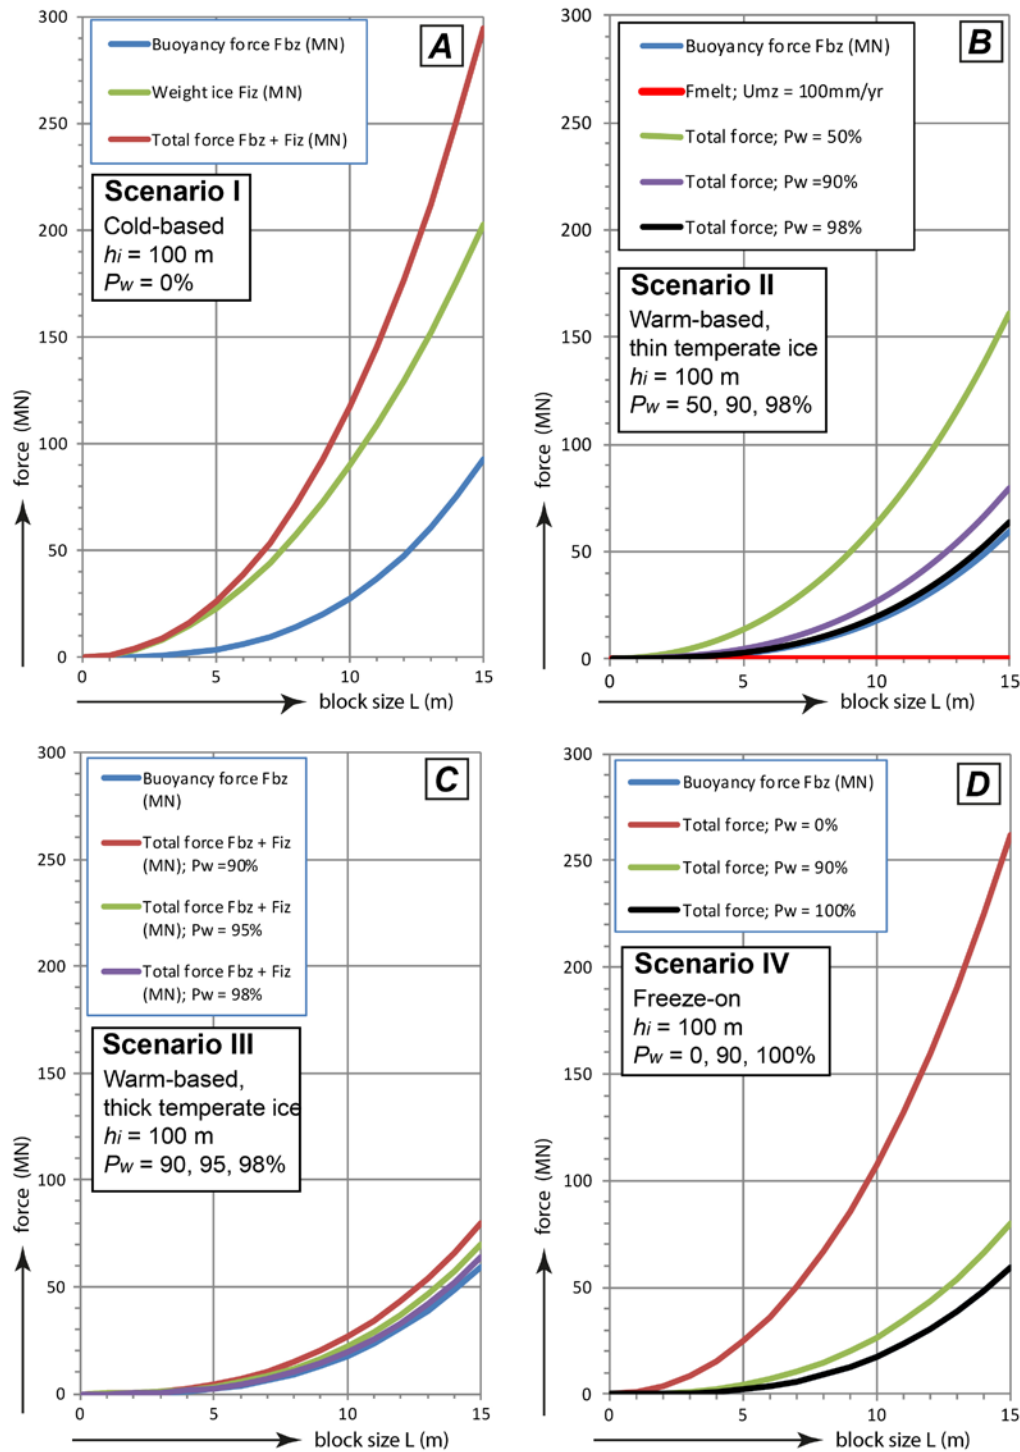 A
Buoyancy force Fbz (MN)
Weight ice Fiz (MN)
Total force Fbz + Fiz (MN)
Scenario I
Cold-based
hi = 100 m
Pw = 0%
300
250
200
150
100
50
0
force (MN)
0 5 10 15
block size L (m)
B
Buoyancy force Fbz (MN)
Fmelt; Umz = 100mm/yr
Total force; Pw = 50%
Total force; Pw =90%
Total force; Pw = 98%
Scenario II
Warm-based,
thin temperate ice
hi = 100 m
Pw = 50, 90, 98%
300
250
200
150
100
50
0
force (MN)
0 5 10 15
block size L (m)
C
Buoyancy force Fbz
(MN)
Total force Fbz + Fiz
(MN); Pw =90%
Total force Fbz + Fiz
(MN); Pw = 95%
Total force Fbz + Fiz
(MN); Pw = 98%
Scenario III
Warm-based,
thick temperate ice
hi = 100 m
Pw = 90, 95, 98%
300
250
200
150
100
50
0
force (MN)
0 5 10 15
block size L (m)
D
Buoyancy force Fbz (MN)
Total force; Pw = 0%
Total force; Pw = 90%
Total force; Pw = 100%
Scenario IV
Freeze-on
hi = 100 m
Pw = 0, 90, 100%
300
250
200
150
100
50
0
force (MN)
0 5 10 15
block size L (m)